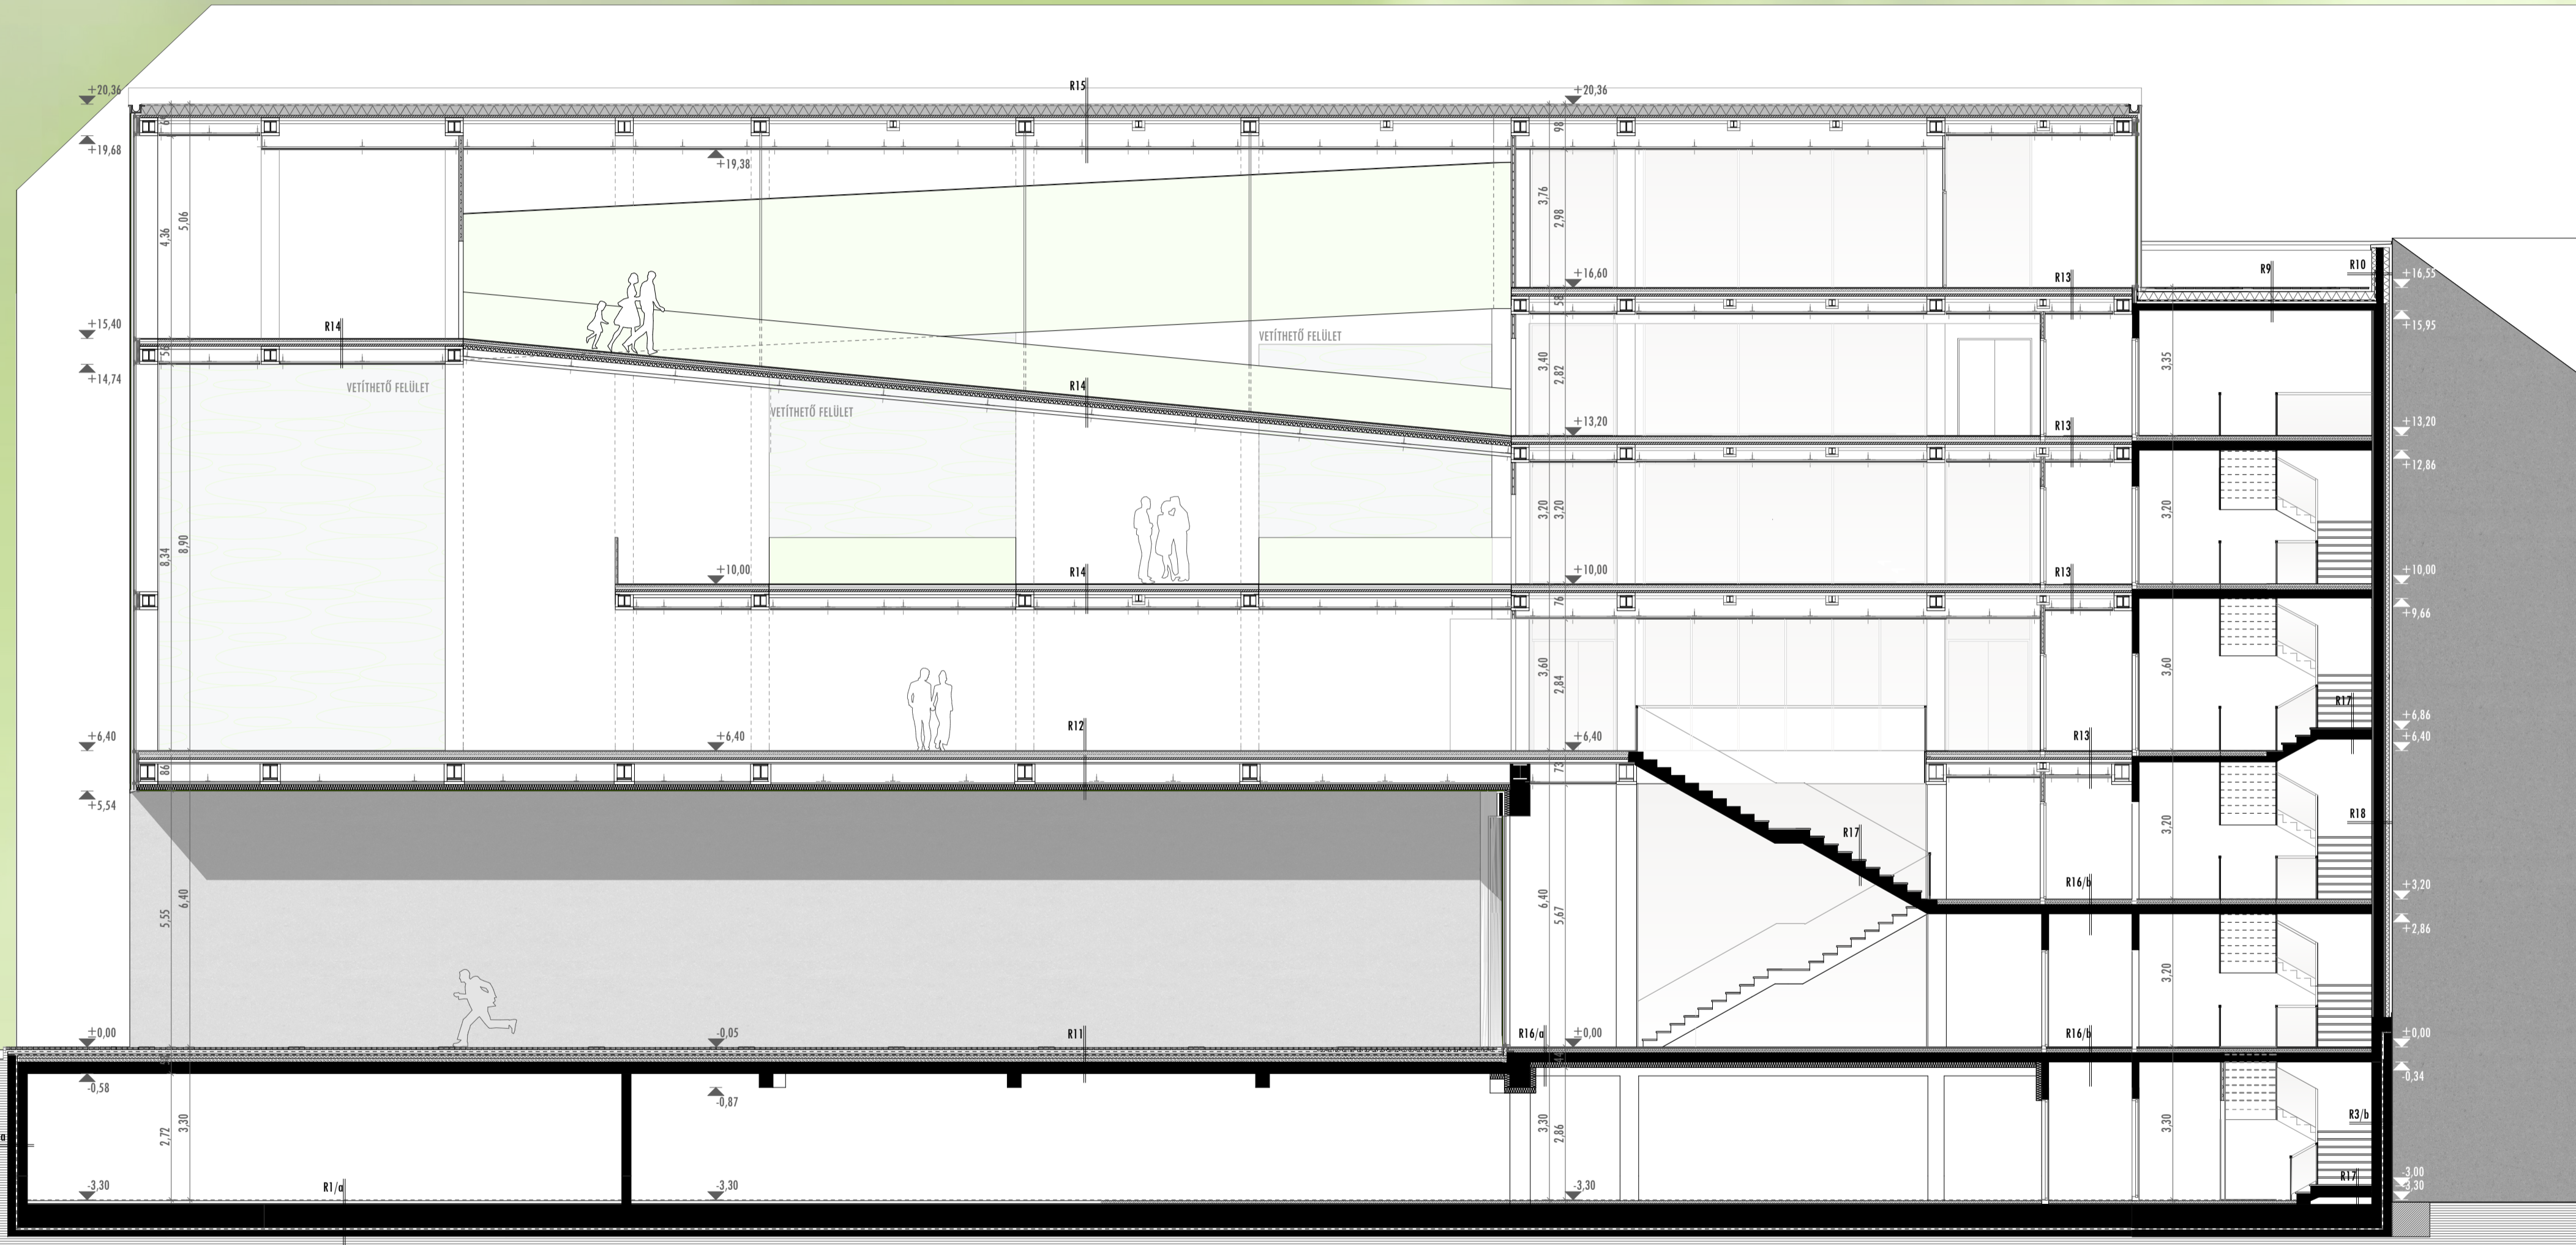 R15
+20,36
+20,36
+19,68
+19,38
98
3,76
2,98
4,36
5,06
+16,60
R13
R9
R10
+16,55
+15,40
R14
58
+15,95
VETÍTHETŐ FELÜLET
+14,74
VETÍTHETŐ FELÜLET
R14
VETÍTHETŐ FELÜLET
3,40
2,82
3,35
+13,20
R13
+13,20
+12,86
3,20
3,20
3,20
8,34
8,90
+10,00
R14
+10,00
R13
+10,00
76
+9,66
3,60
2,84
3,60
R17
+6,86
+6,40
+6,40
+6,40
R12
+6,40
R13
86
73
+5,54
R17
3,20
R18
5,55
6,40
6,40
5,67
R16/b
+3,20
+2,86
3,20
±0,00
-0,05
R11
R16/a
±0,00
R16/b
±0,00
44
-0,58
-0,87
-0,34
2,72
3,30
3,30
2,86
3,30
R3/b
a
R1/a
-3,30
-3,30
-3,30
R17
-3,00
-3,30